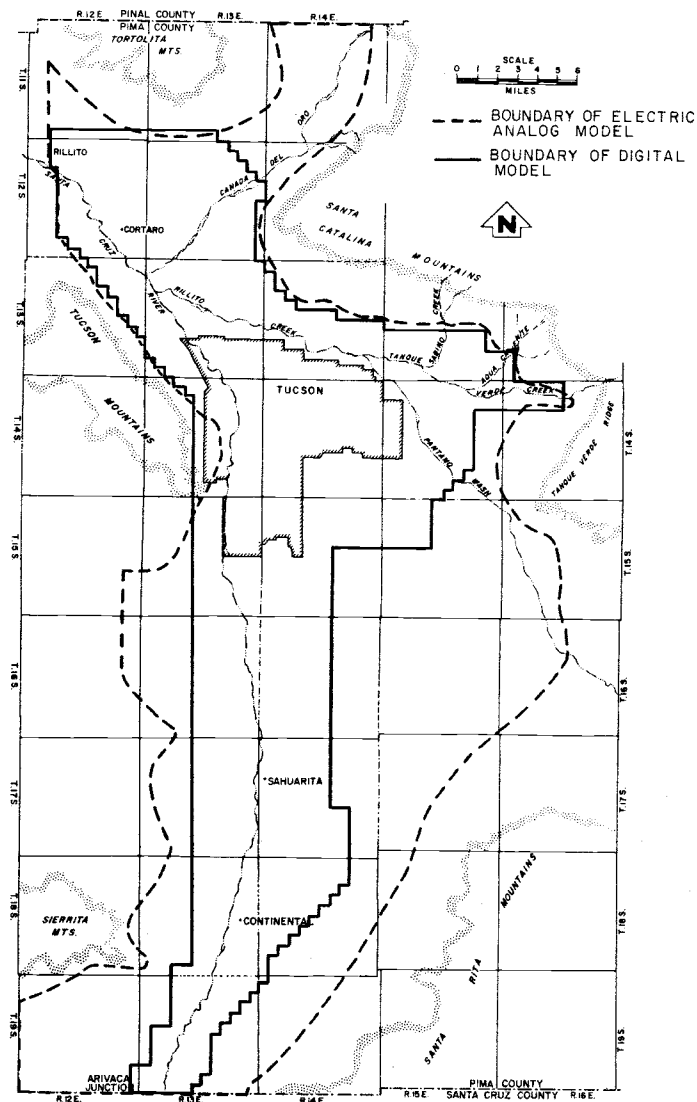 R.12E. PINAL COUNTY R.13E. R.14E.
PIMA COUNTY
TORTOLITA
MTS.
SCALE
0 1 2 3 4 5 6
MILES
BOUNDARY OF ELECTRIC
ANALOG MODEL
BOUNDARY OF DIGITAL
MODEL
N
T.11S.
T.12S.
RILLITO
SANTA
CRUZ
RIVER
CORTARO
CANADA DEL ORO
SANTA
CATALINA
MOUNTAINS
T.13S.
RILLITO
CREEK
TANQUE
VERDE
CREEK
SABINO
CREEK
TUCSON
MOUNTAINS
TUCSON
PANTANO
WASH
TANQUE VERDE RIDGE
T.14S.
T.14S.
T.15S.
T.15S.
T.16S.
T.16S.
SAHUARITA
T.17S.
T.17S.
T.18S.
T.18S.
SIERRITA
MTS.
CONTINENTAL
SANTA
RITA
MOUNTAINS
T.19S.
T.19S.
ARIVACA
JUNCTION
PIMA COUNTY
R.12E. R.13E. R.14E. R.15E. SANTA CRUZ COUNTY R.16E.